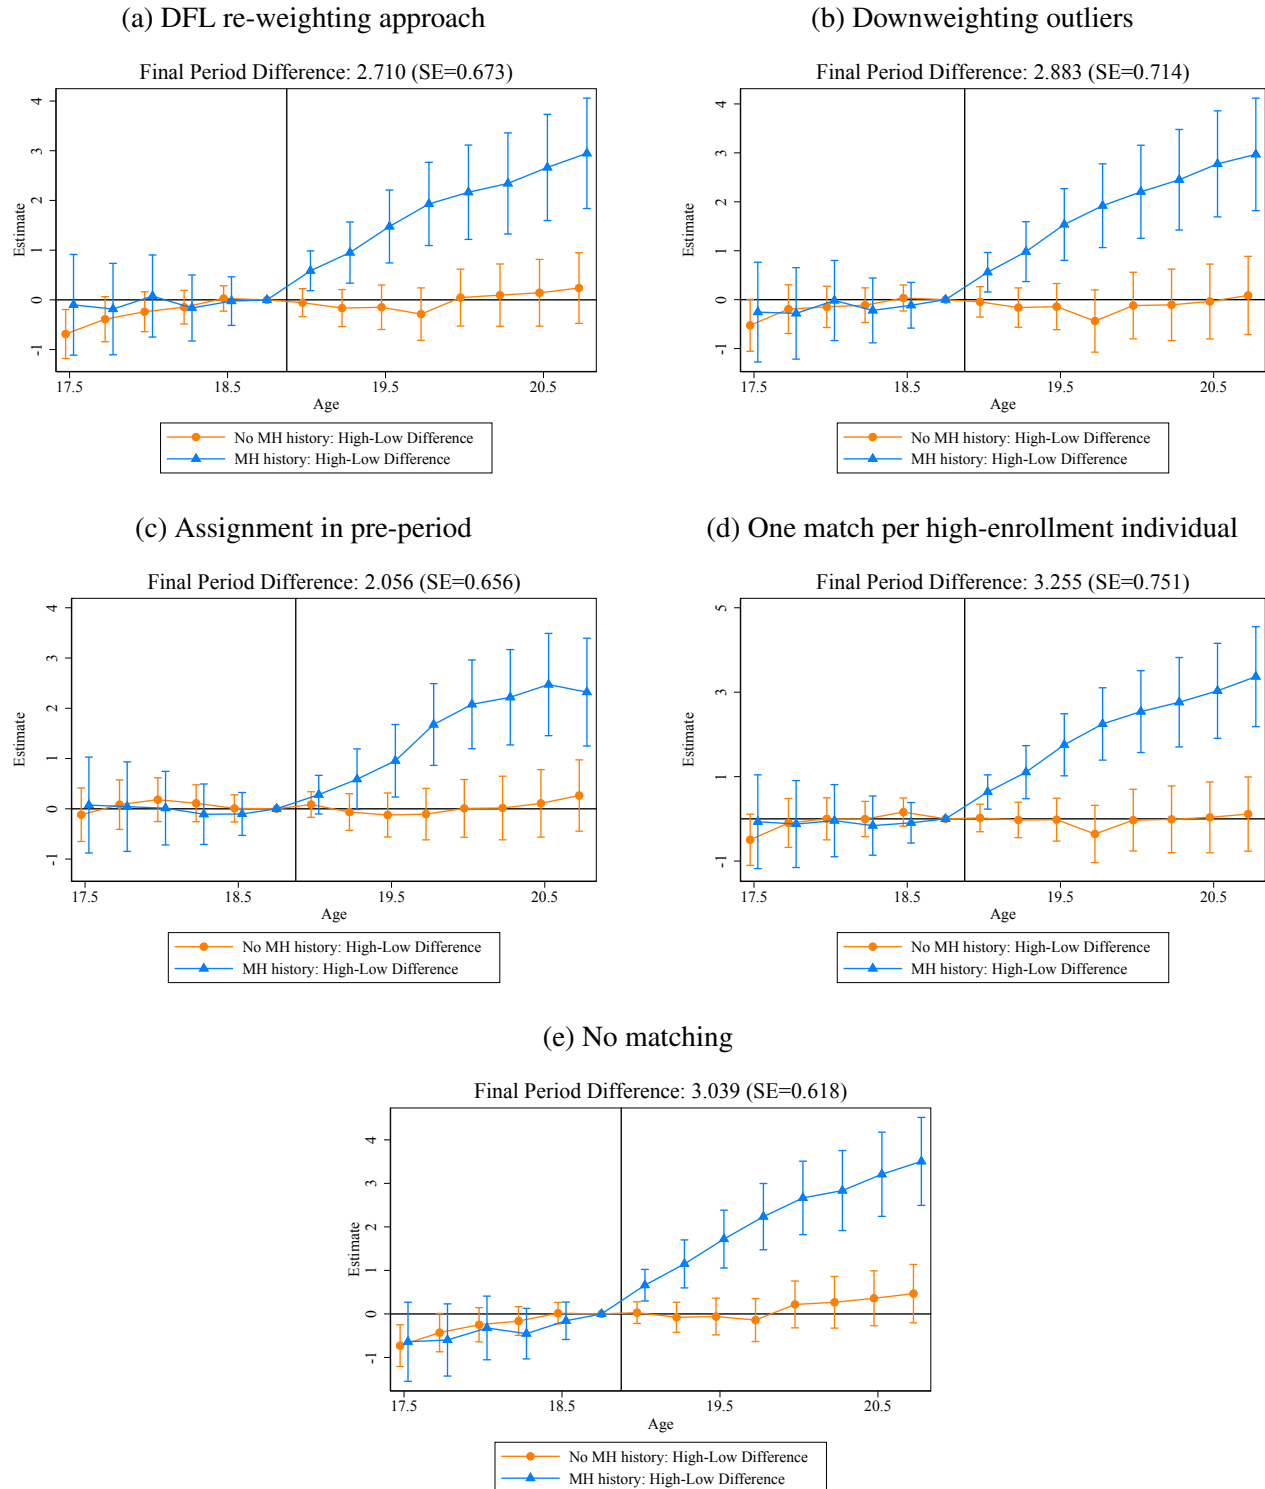 (a) DFL re-weighting approach
Final Period Difference: 2.710 (SE=0.673)
Estimate
4
3
2
1
0
-1
17.5 18.5 19.5 20.5
Age
No MH history: High-Low Difference
MH history: High-Low Difference
(b) Downweighting outliers
Final Period Difference: 2.883 (SE=0.714)
Estimate
4
3
2
1
0
-1
17.5 18.5 19.5 20.5
Age
No MH history: High-Low Difference
MH history: High-Low Difference
(c) Assignment in pre-period
Final Period Difference: 2.056 (SE=0.656)
Estimate
4
3
2
1
0
-1
17.5 18.5 19.5 20.5
Age
No MH history: High-Low Difference
MH history: High-Low Difference
(d) One match per high-enrollment individual
Final Period Difference: 3.255 (SE=0.751)
Estimate
5
3
1
-1
17.5 18.5 19.5 20.5
Age
No MH history: High-Low Difference
MH history: High-Low Difference
(e) No matching
Final Period Difference: 3.039 (SE=0.618)
Estimate
4
3
2
1
0
-1
17.5 18.5 19.5 20.5
Age
No MH history: High-Low Difference
MH history: High-Low Difference